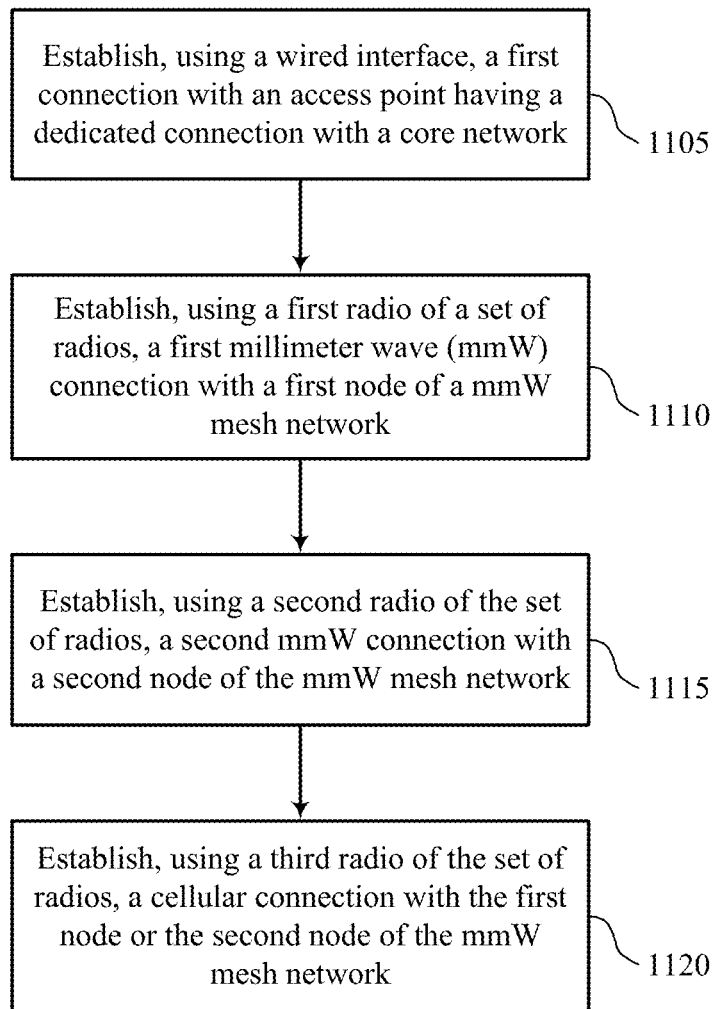 Establish, using a wired interface, a first
connection with an access point having a
dedicated connection with a core network
1105
Establish, using a first radio of a set of
radios, a first millimeter wave (mmW)
connection with a first node of a mmW
mesh network
1110
Establish, using a second radio of the set
of radios, a second mmW connection with
a second node of the mmW mesh network
1115
Establish, using a third radio of the set of
radios, a cellular connection with the first
node or the second node of the mmW
mesh network
1120